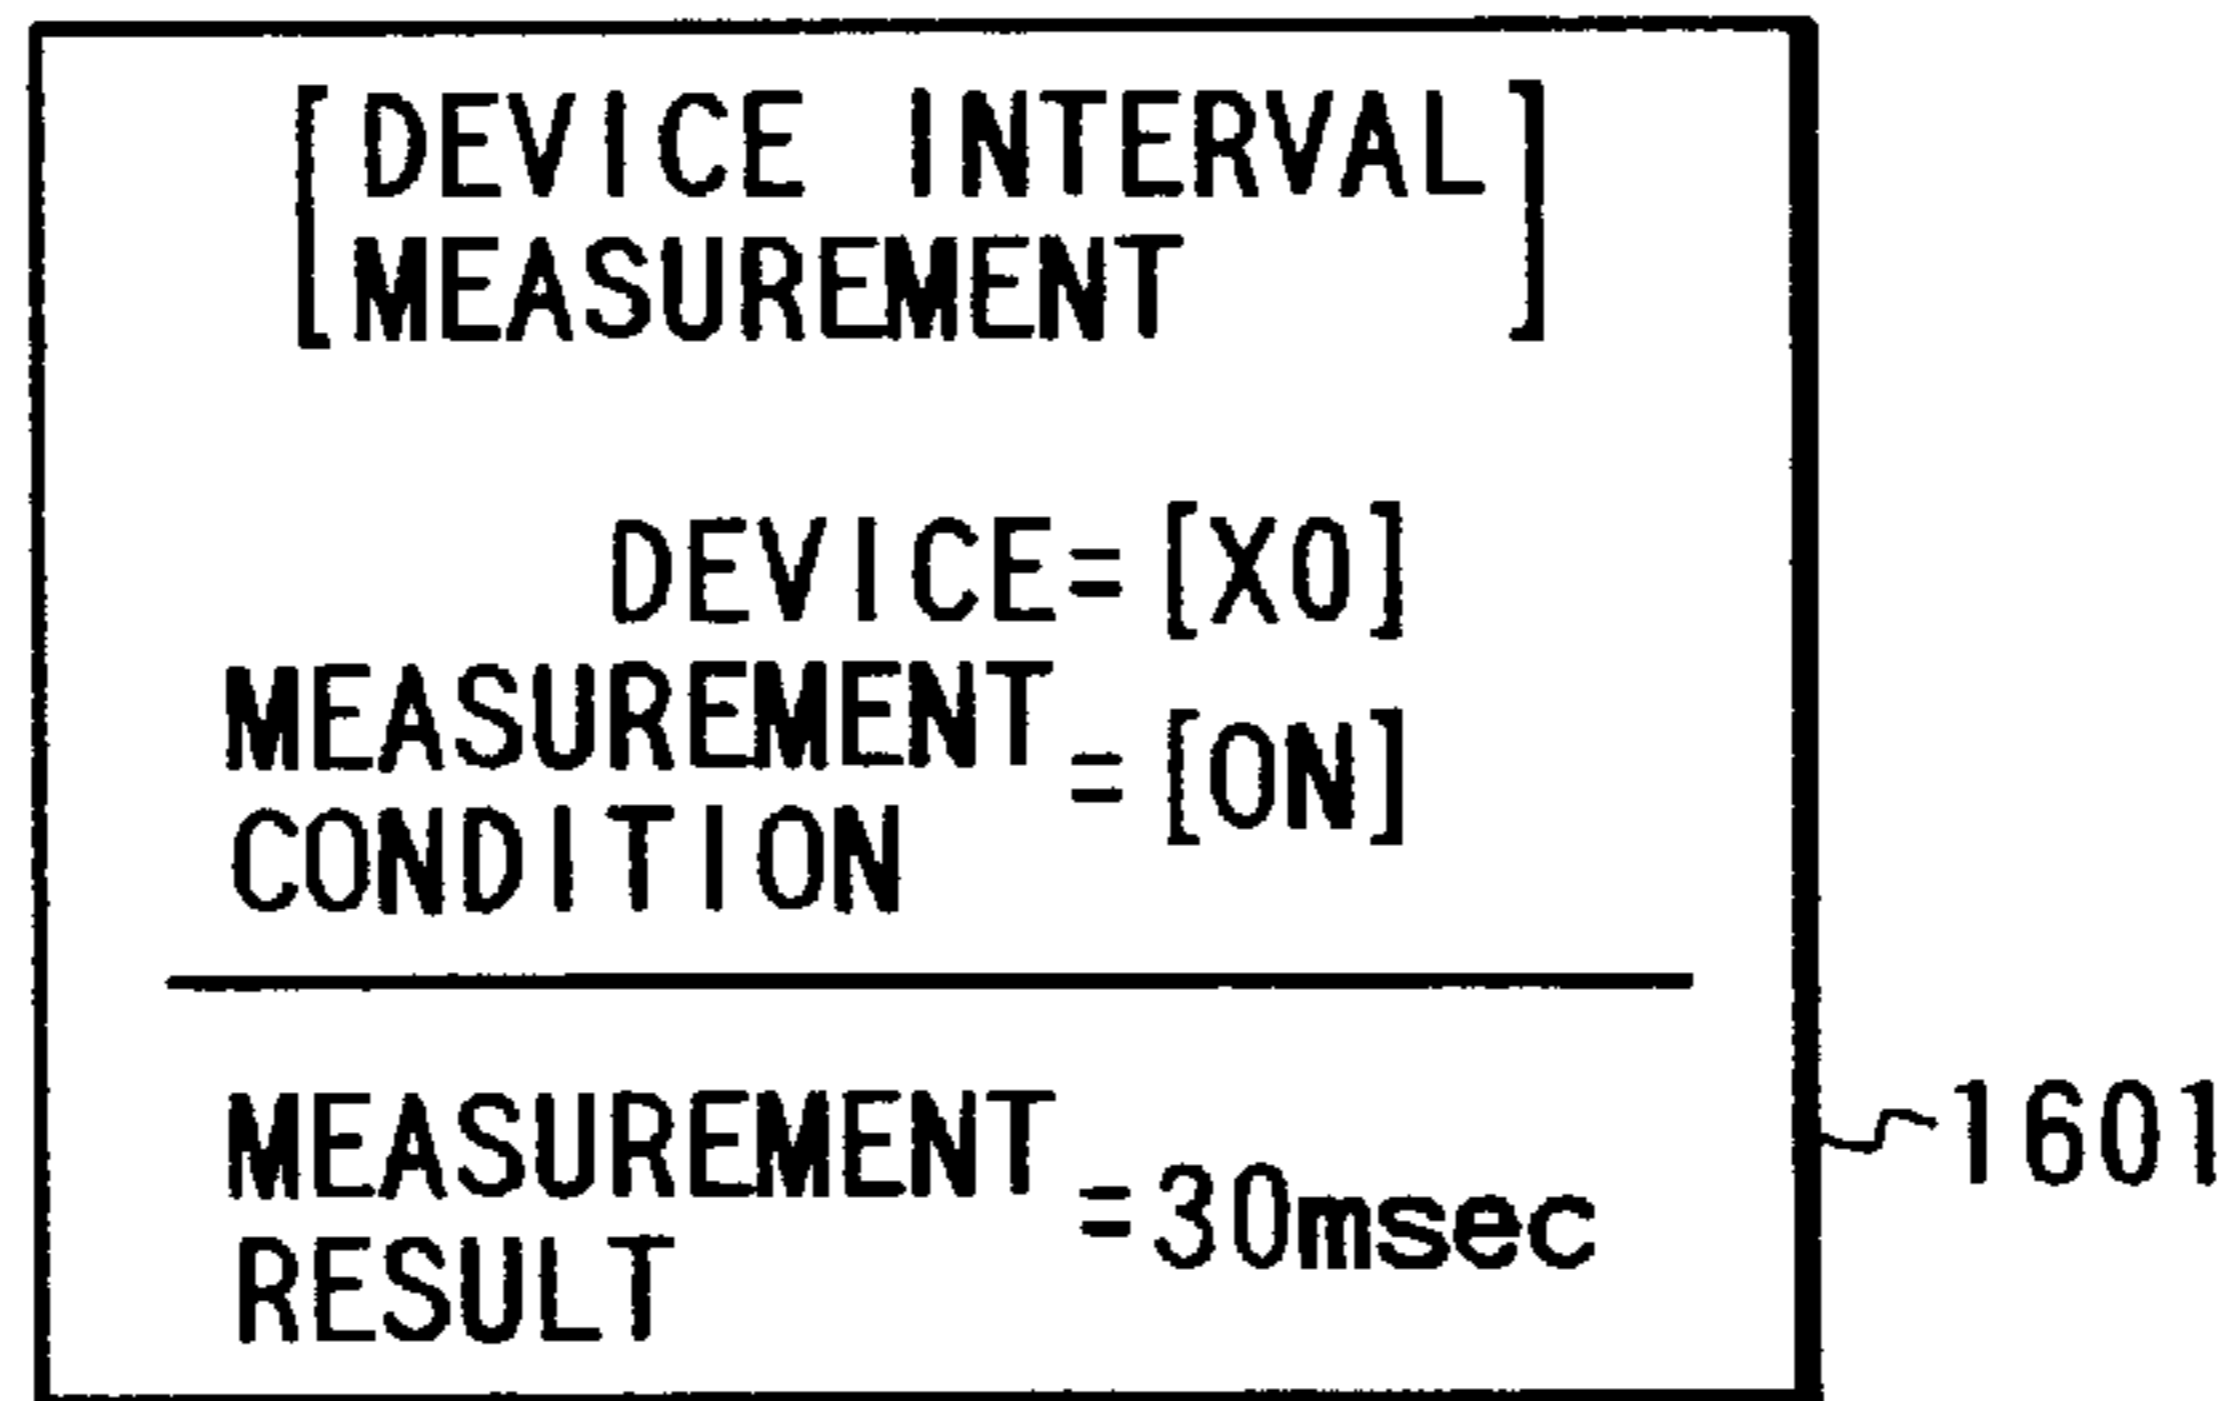 [DEVICE INTERVAL
MEASUREMENT]
DEVICE=[X0]
MEASUREMENT
CONDITION =[ON]
MEASUREMENT
RESULT =30msec
1601